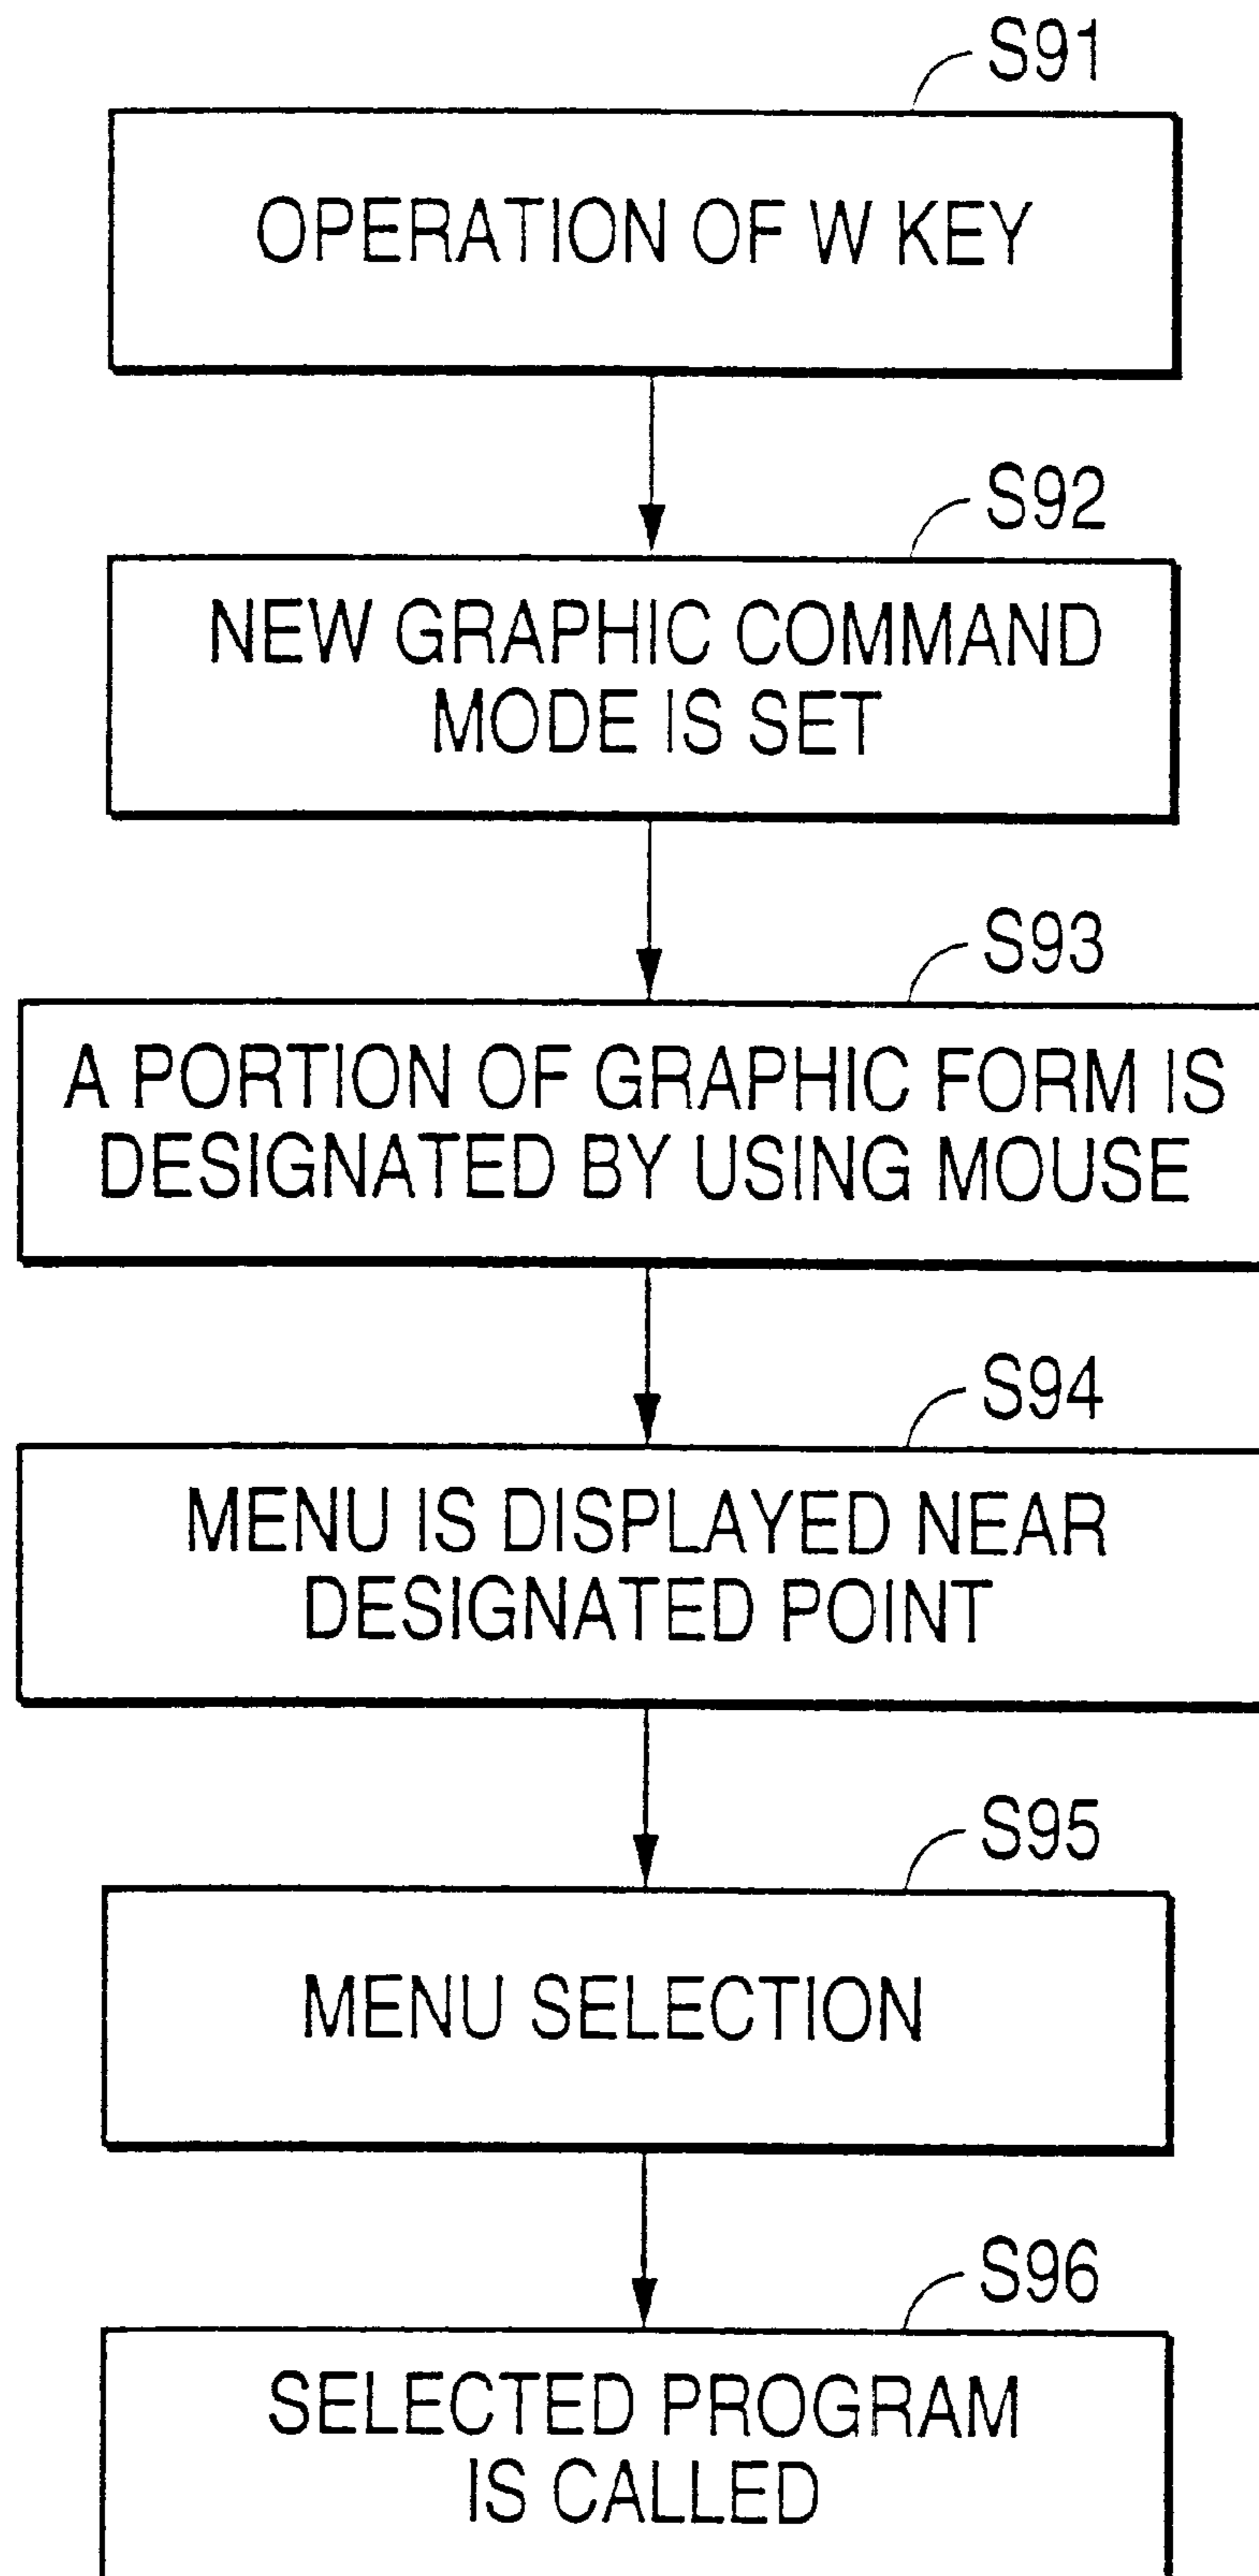 S91
OPERATION OF W KEY
S92
NEW GRAPHIC COMMAND
MODE IS SET
S93
A PORTION OF GRAPHIC FORM IS
DESIGNATED BY USING MOUSE
S94
MENU IS DISPLAYED NEAR
DESIGNATED POINT
S95
MENU SELECTION
S96
SELECTED PROGRAM
IS CALLED